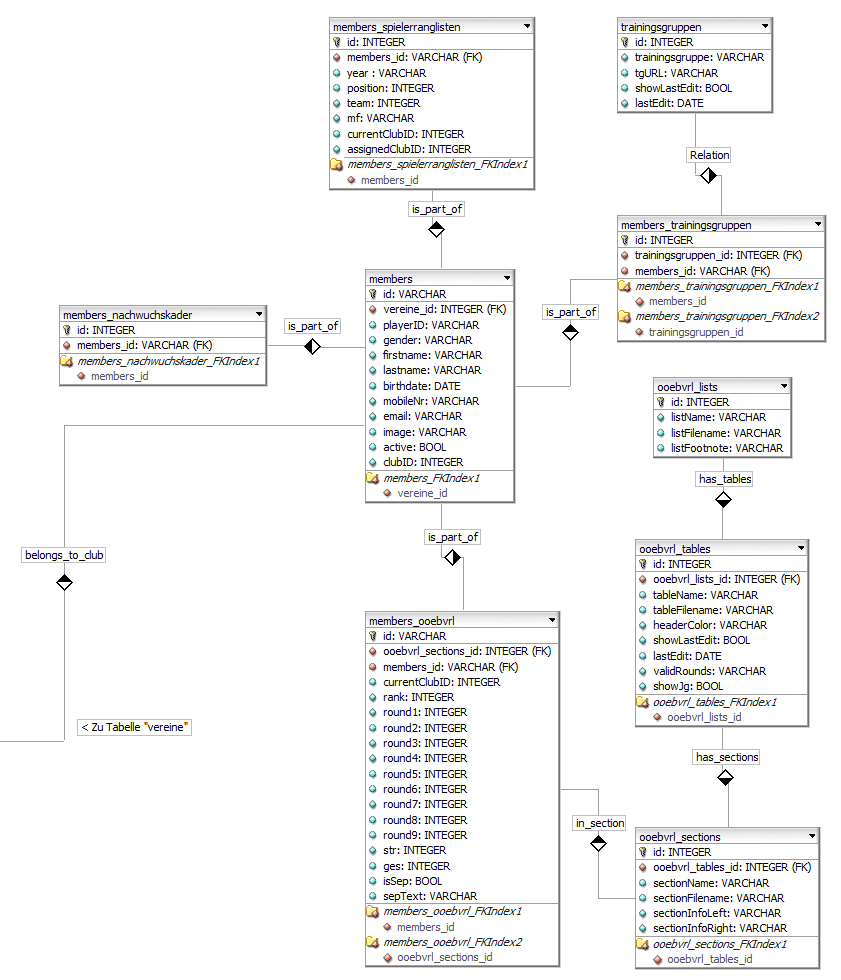 members_spielerranglisten
id: INTEGER
members_id: VARCHAR (FK)
year : VARCHAR
position: INTEGER
team: INTEGER
mf: VARCHAR
currentClubID: INTEGER
assignedClubID: INTEGER
members_spielerranglisten_FKIndex1
members_id
trainingsgruppen
id: INTEGER
trainingsgruppe: VARCHAR
tgURL: VARCHAR
showLastEdit: BOOL
lastEdit: DATE
Relation
is_part_of
members_trainingsgruppen
id: INTEGER
trainingsgruppen_id: INTEGER (FK)
members_id: VARCHAR (FK)
members_trainingsgruppen_FKIndex1
members_id
members_trainingsgruppen_FKIndex2
trainingsgruppen_id
members
id: VARCHAR
vereine_id: INTEGER (FK)
playerID: VARCHAR
gender: VARCHAR
firstname: VARCHAR
lastname: VARCHAR
birthdate: DATE
mobileNr: VARCHAR
email: VARCHAR
image: VARCHAR
active: BOOL
clubID: INTEGER
members_FKIndex1
vereine_id
is_part_of
members_nachwuchskader
id: INTEGER
members_id: VARCHAR (FK)
members_nachwuchskader_FKIndex1
members_id
is_part_of
ooebvrl_lists
id: INTEGER
listName: VARCHAR
listFilename: VARCHAR
listFootnote: VARCHAR
has_tables
is_part_of
belongs_to_club
ooebvrl_tables
id: INTEGER
ooebvrl_lists_id: INTEGER (FK)
tableName: VARCHAR
tableFilename: VARCHAR
headerColor: VARCHAR
showLastEdit: BOOL
lastEdit: DATE
validRounds: VARCHAR
showJg: BOOL
ooebvrl_tables_FKIndex1
ooebvrl_lists_id
members_ooebvrl
id: VARCHAR
ooebvrl_sections_id: INTEGER (FK)
members_id: VARCHAR (FK)
currentClubID: INTEGER
rank: INTEGER
round1: INTEGER
round2: INTEGER
round3: INTEGER
round4: INTEGER
round5: INTEGER
round6: INTEGER
round7: INTEGER
round8: INTEGER
round9: INTEGER
str: INTEGER
ges: INTEGER
isSep: BOOL
sepText: VARCHAR
members_ooebvrl_FKIndex1
members_id
members_ooebvrl_FKIndex2
ooebvrl_sections_id
< Zu Tabelle "vereine"
has_sections
in_section
ooebvrl_sections
id: INTEGER
ooebvrl_tables_id: INTEGER (FK)
sectionName: VARCHAR
sectionFilename: VARCHAR
sectionInfoLeft: VARCHAR
sectionInfoRight: VARCHAR
ooebvrl_sections_FKIndex1
ooebvrl_tables_id